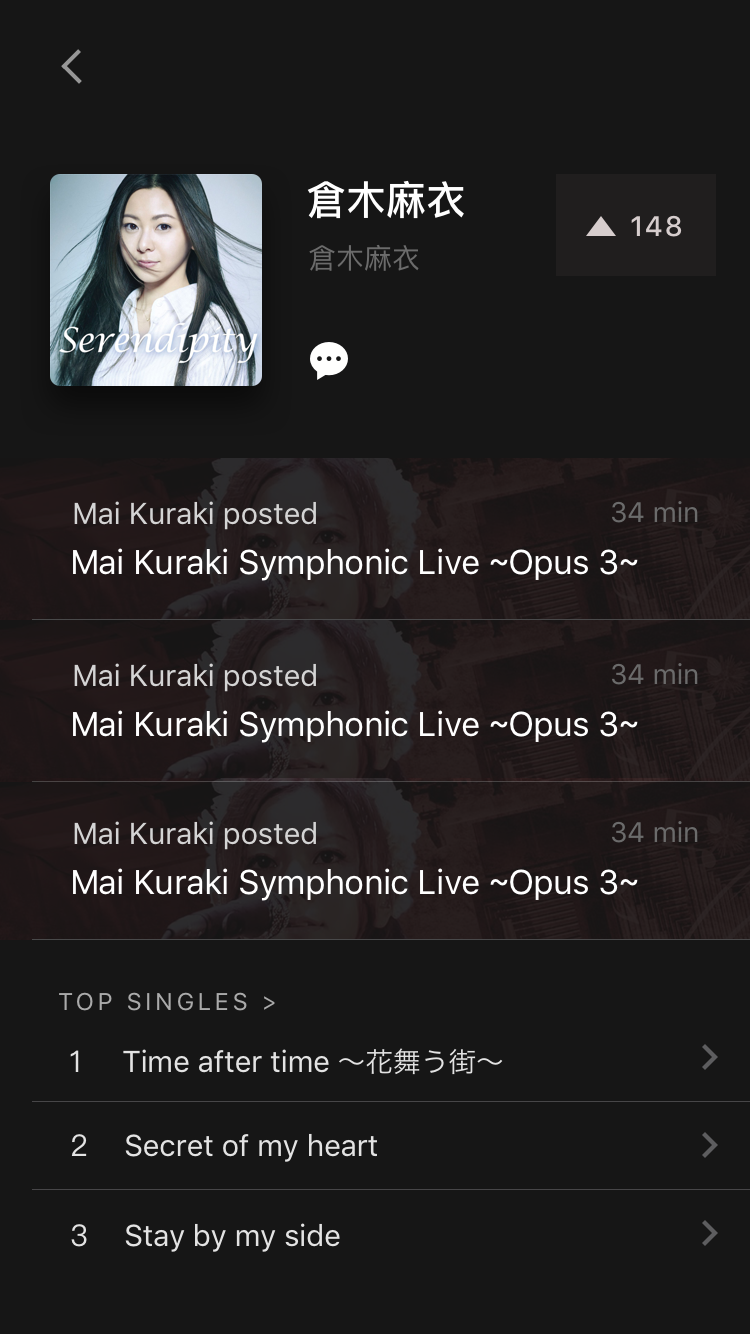 倉木麻衣
148
倉木麻衣
Serendipity
Mai Kuraki posted
34 min
Mai Kuraki Symphonic Live ~Opus 3~
Mai Kuraki posted
34 min
Mai Kuraki Symphonic Live ~Opus 3~
Mai Kuraki posted
34 min
Mai Kuraki Symphonic Live ~Opus 3~
TOP SINGLES >
1 Time after time ～花舞う街～
2 Secret of my heart
3 Stay by my side